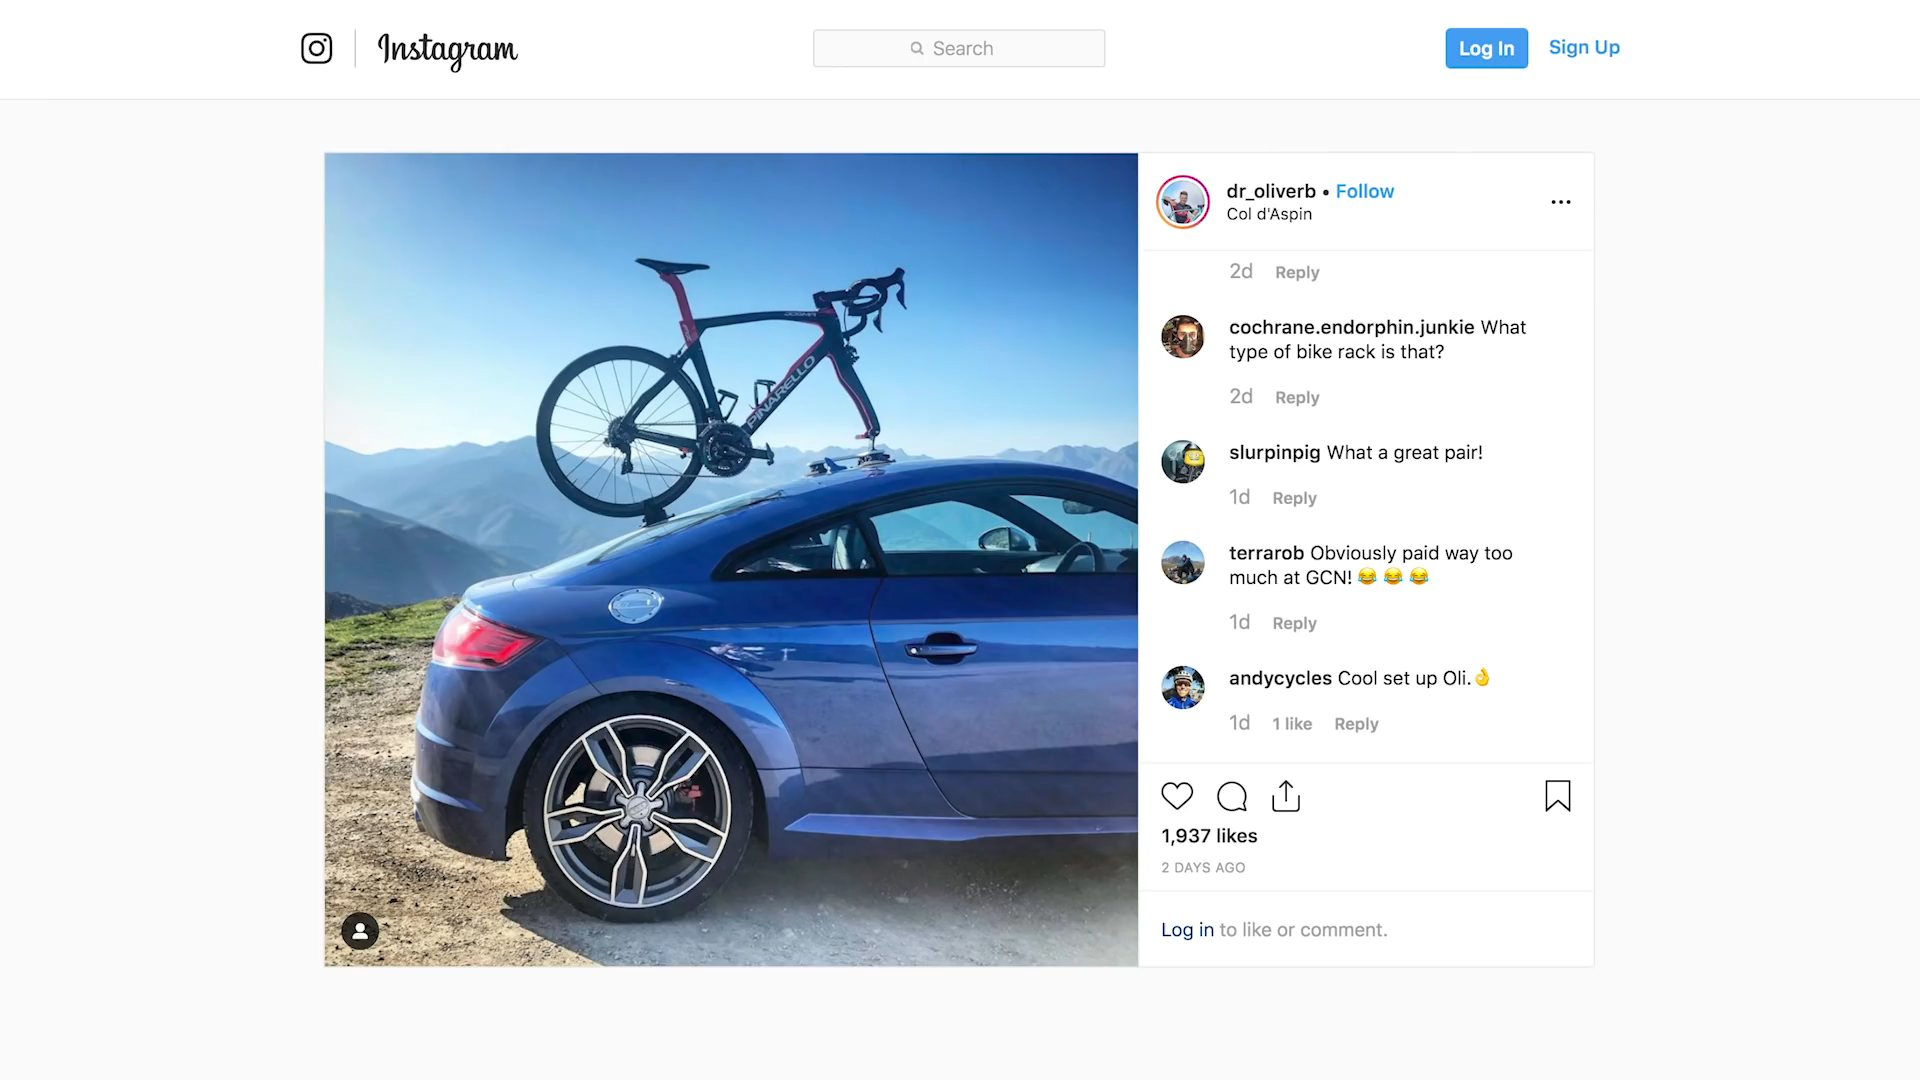 Instagram
Search
Log In
Sign Up
dr_oliverb • Follow
Col d'Aspin
2d Reply
cochrane.endorphin.junkie What
type of bike rack is that?
2d Reply
slurpinpig What a great pair!
1d Reply
terrarob Obviously paid way too
much at GCN! 😂 😂 😂
1d Reply
andycycles Cool set up Oli.👌
1d 1 like Reply
1,937 likes
2 DAYS AGO
Log in to like or comment.
PINARELLO
DOGMA